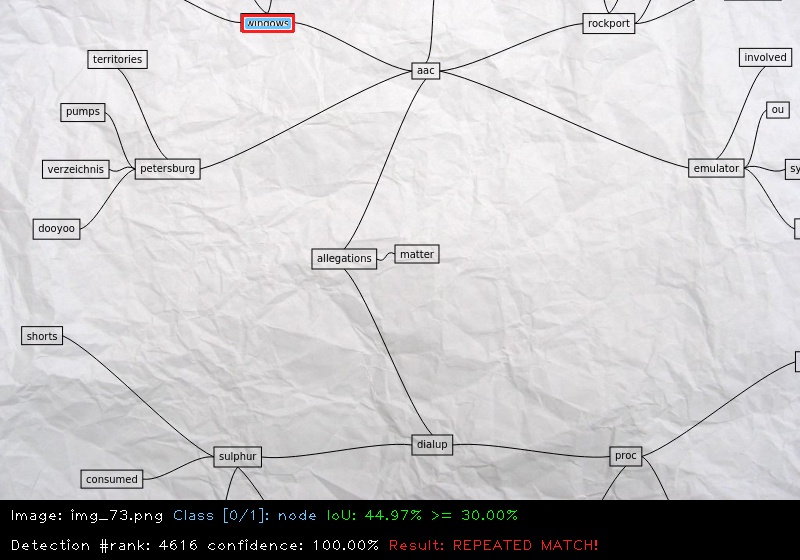 windows
rockport
territories
aac
involved
pumps
ou
verzeichnis
petersburg
emulator
sy
dooyoo
allegations
matter
shorts
dialup
sulphur
proc
consumed
Image: img_73.png Class [0/1]: node IoU: 44.97% >= 30.00%
Detection #rank: 4616 confidence: 100.00% Result: REPEATED MATCH!